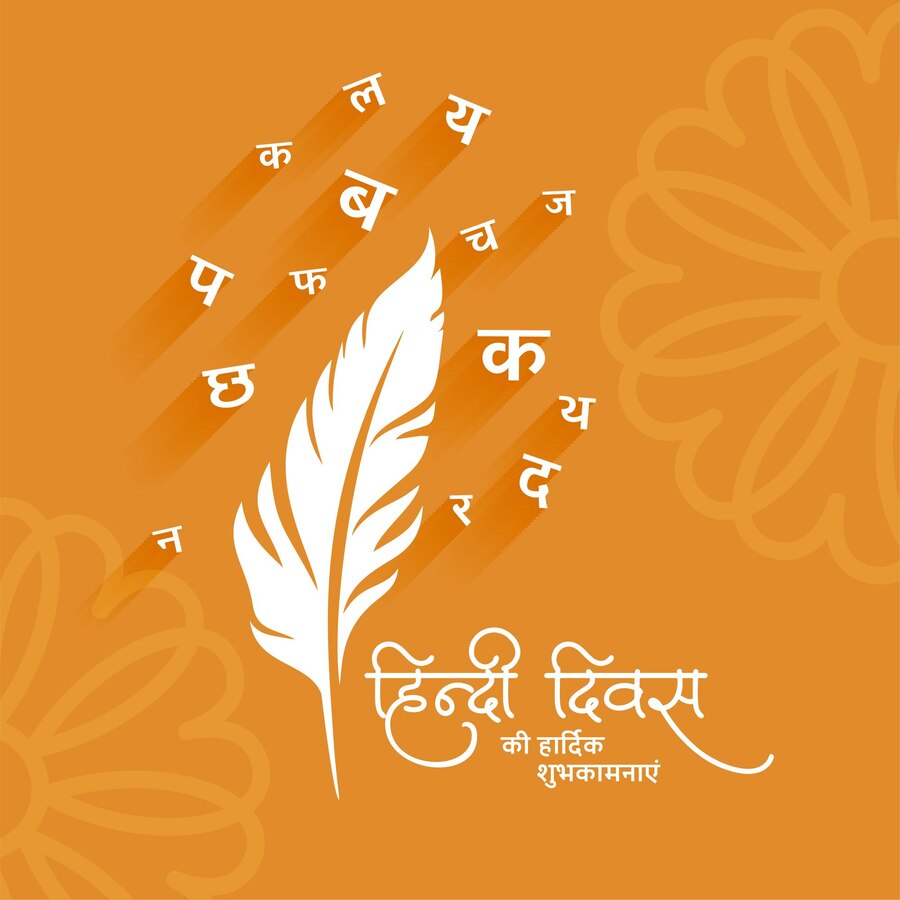 ल
य
क
ब
ज
च
प
फ
क
छ
थ
द
र
न
हिन्दी दिवस
की हार्दिक
शुभकामनाएं